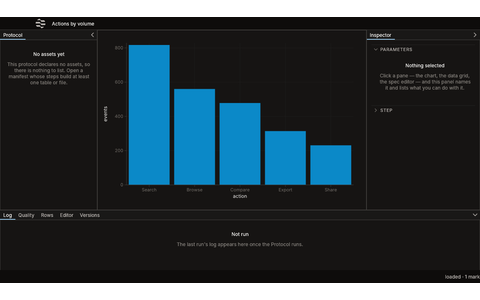 Actions by volume
Protocol
No assets yet
This protocol declares no assets, so
there is nothing to list. Open a
manifest whose steps build at least
one table or file.
events
800
600
400
200
0
Search
Browse
Compare
Export
Share
action
Inspector
PARAMETERS
Nothing selected
Click a pane — the chart, the data grid,
the spec editor — and this panel names
it and lists what you can do with it.
STEP
Log
Quality
Rows
Editor
Versions
Not run
The last run's log appears here once the Protocol runs.
loaded · 1 mark